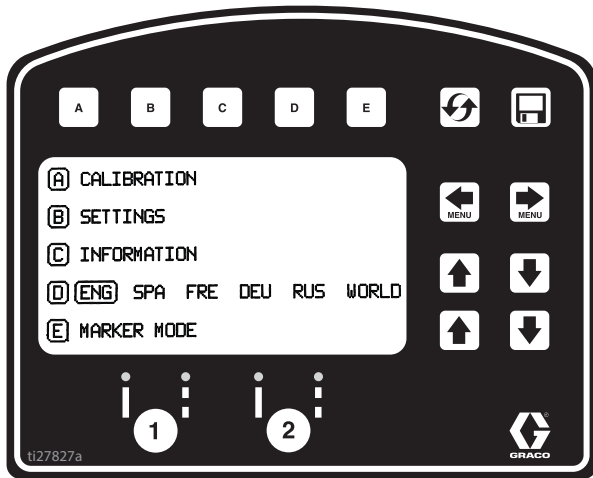 A B C D E
MENU MENU
A CALIBRATION
B SETTINGS
C INFORMATION
D ENG SPA FRE DEU RUS WORLD
E MARKER MODE
1 2
ti27827a
GRACO